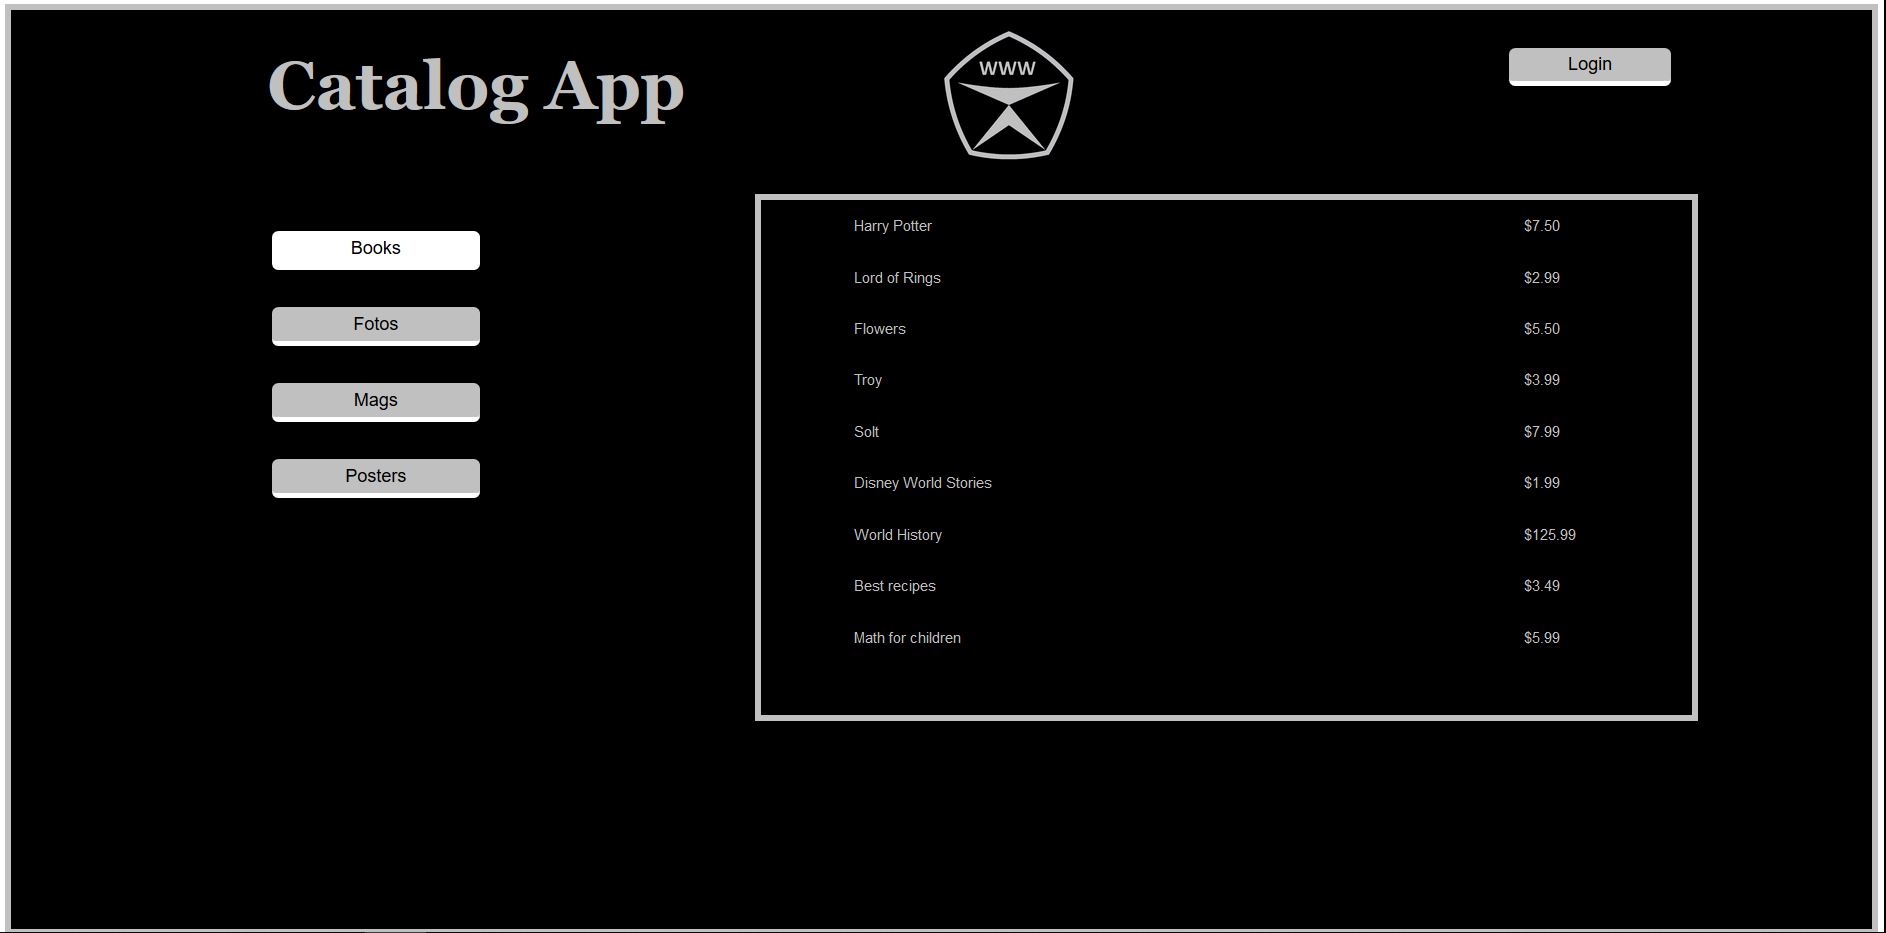 Catalog App
WWW
Login
Books
Fotos
Mags
Posters
Harry Potter $7.50
Lord of Rings $2.99
Flowers $5.50
Troy $3.99
Solt $7.99
Disney World Stories $1.99
World History $125.99
Best recipes $3.49
Math for children $5.99